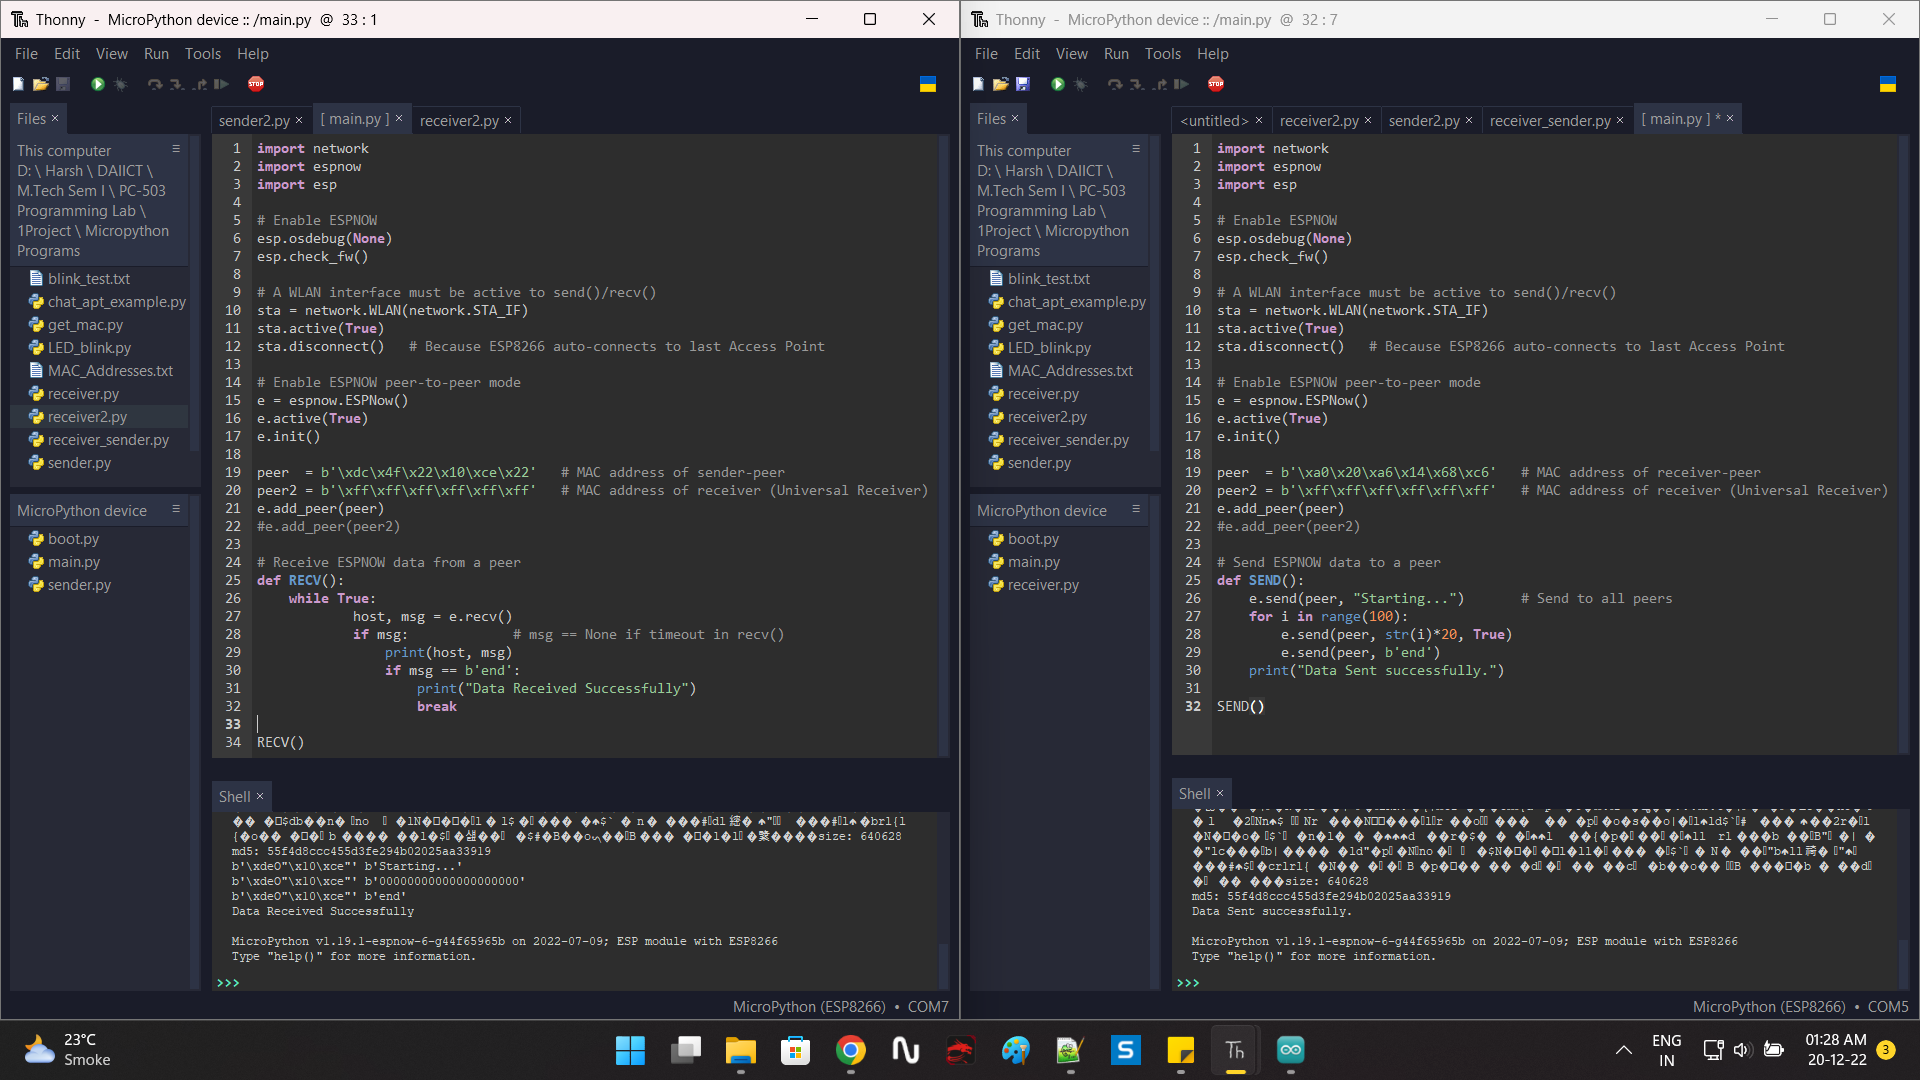 Thonny - MicroPython device :: /main.py @ 33 : 1
File Edit View Run Tools Help
Files ×
This computer
D: \ Harsh \ DAIICT \
M.Tech Sem I \ PC-503
Programming Lab \
1Project \ Micropython
Programs
blink_test.txt
chat_apt_example.py
get_mac.py
LED_blink.py
MAC_Addresses.txt
receiver.py
receiver2.py
receiver_sender.py
sender.py
MicroPython device
boot.py
main.py
sender.py
sender2.py × [ main.py ] × receiver2.py ×
1 import network
2 import espnow
3 import esp
4
5 # Enable ESPNOW
6 esp.osdebug(None)
7 esp.check_fw()
8
9 # A WLAN interface must be active to send()/recv()
10 sta = network.WLAN(network.STA_IF)
11 sta.active(True)
12 sta.disconnect()   # Because ESP8266 auto-connects to last Access Point
13
14 # Enable ESPNOW peer-to-peer mode
15 e = espnow.ESPNow()
16 e.active(True)
17 e.init()
18
19 peer  = b'\xdc\x4f\x22\x10\xce\x22'   # MAC address of sender-peer
20 peer2 = b'\xff\xff\xff\xff\xff\xff'   # MAC address of receiver (Universal Receiver)
21 e.add_peer(peer)
22 #e.add_peer(peer2)
23
24 # Receive ESPNOW data from a peer
25 def RECV():
26     while True:
27             host, msg = e.recv()
28             if msg:             # msg == None if timeout in recv()
29                 print(host, msg)
30                 if msg == b'end':
31                     print("Data Received Successfully")
32                     break
33
34 RECV()
Shell ×
size: 640628
md5: 55f4d8ccc455d3fe294b02025aa33919
b'\xdeO"\x10\xce"' b'Starting...'
b'\xdeO"\x10\xce"' b'00000000000000000000'
b'\xdeO"\x10\xce"' b'end'
Data Received Successfully
MicroPython v1.19.1-espnow-6-g44f65965b on 2022-07-09; ESP module with ESP8266
Type "help()" for more information.
>>>
MicroPython (ESP8266) • COM7
Thonny - MicroPython device :: /main.py @ 32 : 7
File Edit View Run Tools Help
Files ×
This computer
D: \ Harsh \ DAIICT \
M.Tech Sem I \ PC-503
Programming Lab \
1Project \ Micropython
Programs
blink_test.txt
chat_apt_example.py
get_mac.py
LED_blink.py
MAC_Addresses.txt
receiver.py
receiver2.py
receiver_sender.py
sender.py
MicroPython device
boot.py
main.py
receiver.py
<untitled> × receiver2.py × sender2.py × receiver_sender.py × [ main.py ] * ×
1 import network
2 import espnow
3 import esp
4
5 # Enable ESPNOW
6 esp.osdebug(None)
7 esp.check_fw()
8
9 # A WLAN interface must be active to send()/recv()
10 sta = network.WLAN(network.STA_IF)
11 sta.active(True)
12 sta.disconnect()   # Because ESP8266 auto-connects to last Access Point
13
14 # Enable ESPNOW peer-to-peer mode
15 e = espnow.ESPNow()
16 e.active(True)
17 e.init()
18
19 peer  = b'\xa0\x20\xa6\x14\x68\xc6'   # MAC address of receiver-peer
20 peer2 = b'\xff\xff\xff\xff\xff\xff'   # MAC address of receiver (Universal Receiver)
21 e.add_peer(peer)
22 #e.add_peer(peer2)
23
24 # Send ESPNOW data to a peer
25 def SEND():
26     e.send(peer, "Starting...")       # Send to all peers
27     for i in range(100):
28         e.send(peer, str(i)*20, True)
29         e.send(peer, b'end')
30     print("Data Sent successfully.")
31
32 SEND()
Shell ×
size: 640628
md5: 55f4d8ccc455d3fe294b02025aa33919
Data Sent successfully.
MicroPython v1.19.1-espnow-6-g44f65965b on 2022-07-09; ESP module with ESP8266
Type "help()" for more information.
>>>
MicroPython (ESP8266) • COM5
23°C
Smoke
ENG
IN
01:28 AM
20-12-22
3